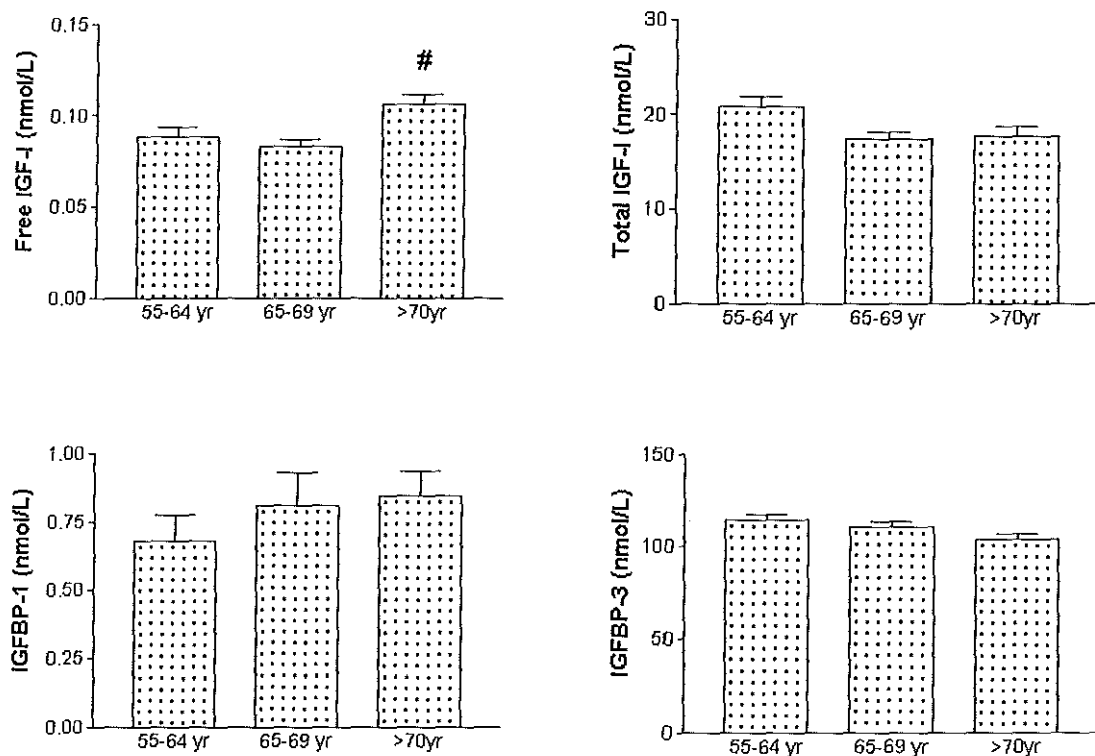 Free IGF-I (nmol/L)
0.15
0.10
0.05
0.00
#
55-64 yr 65-69 yr >70yr
Total IGF-I (nmol/L)
30
20
10
0
55-64 yr 65-69 yr >70yr
IGFBP-1 (nmol/L)
1.00
0.75
0.50
0.25
0.00
55-64 yr 65-69 yr >70yr
IGFBP-3 (nmol/L)
150
100
50
0
55-64 yr 65-69 yr >70yr